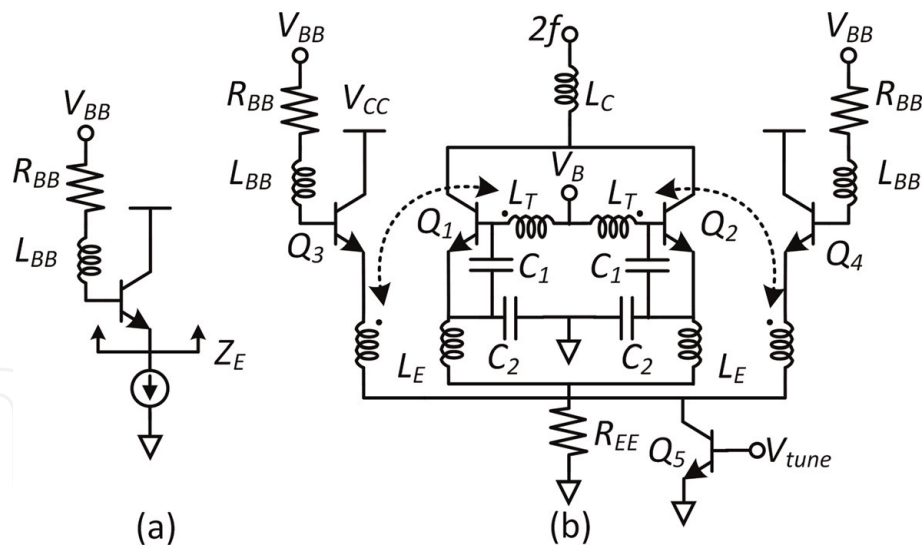 V_BB
R_BB
L_BB
Z_E
(a)
V_BB
R_BB
V_CC
L_BB
Q_3
2f
L_C
V_B
L_T
L_T
Q_1
Q_2
C_1
C_1
C_2
C_2
L_E
L_E
R_EE
Q_5
V_tune
V_BB
R_BB
L_BB
Q_4
(b)